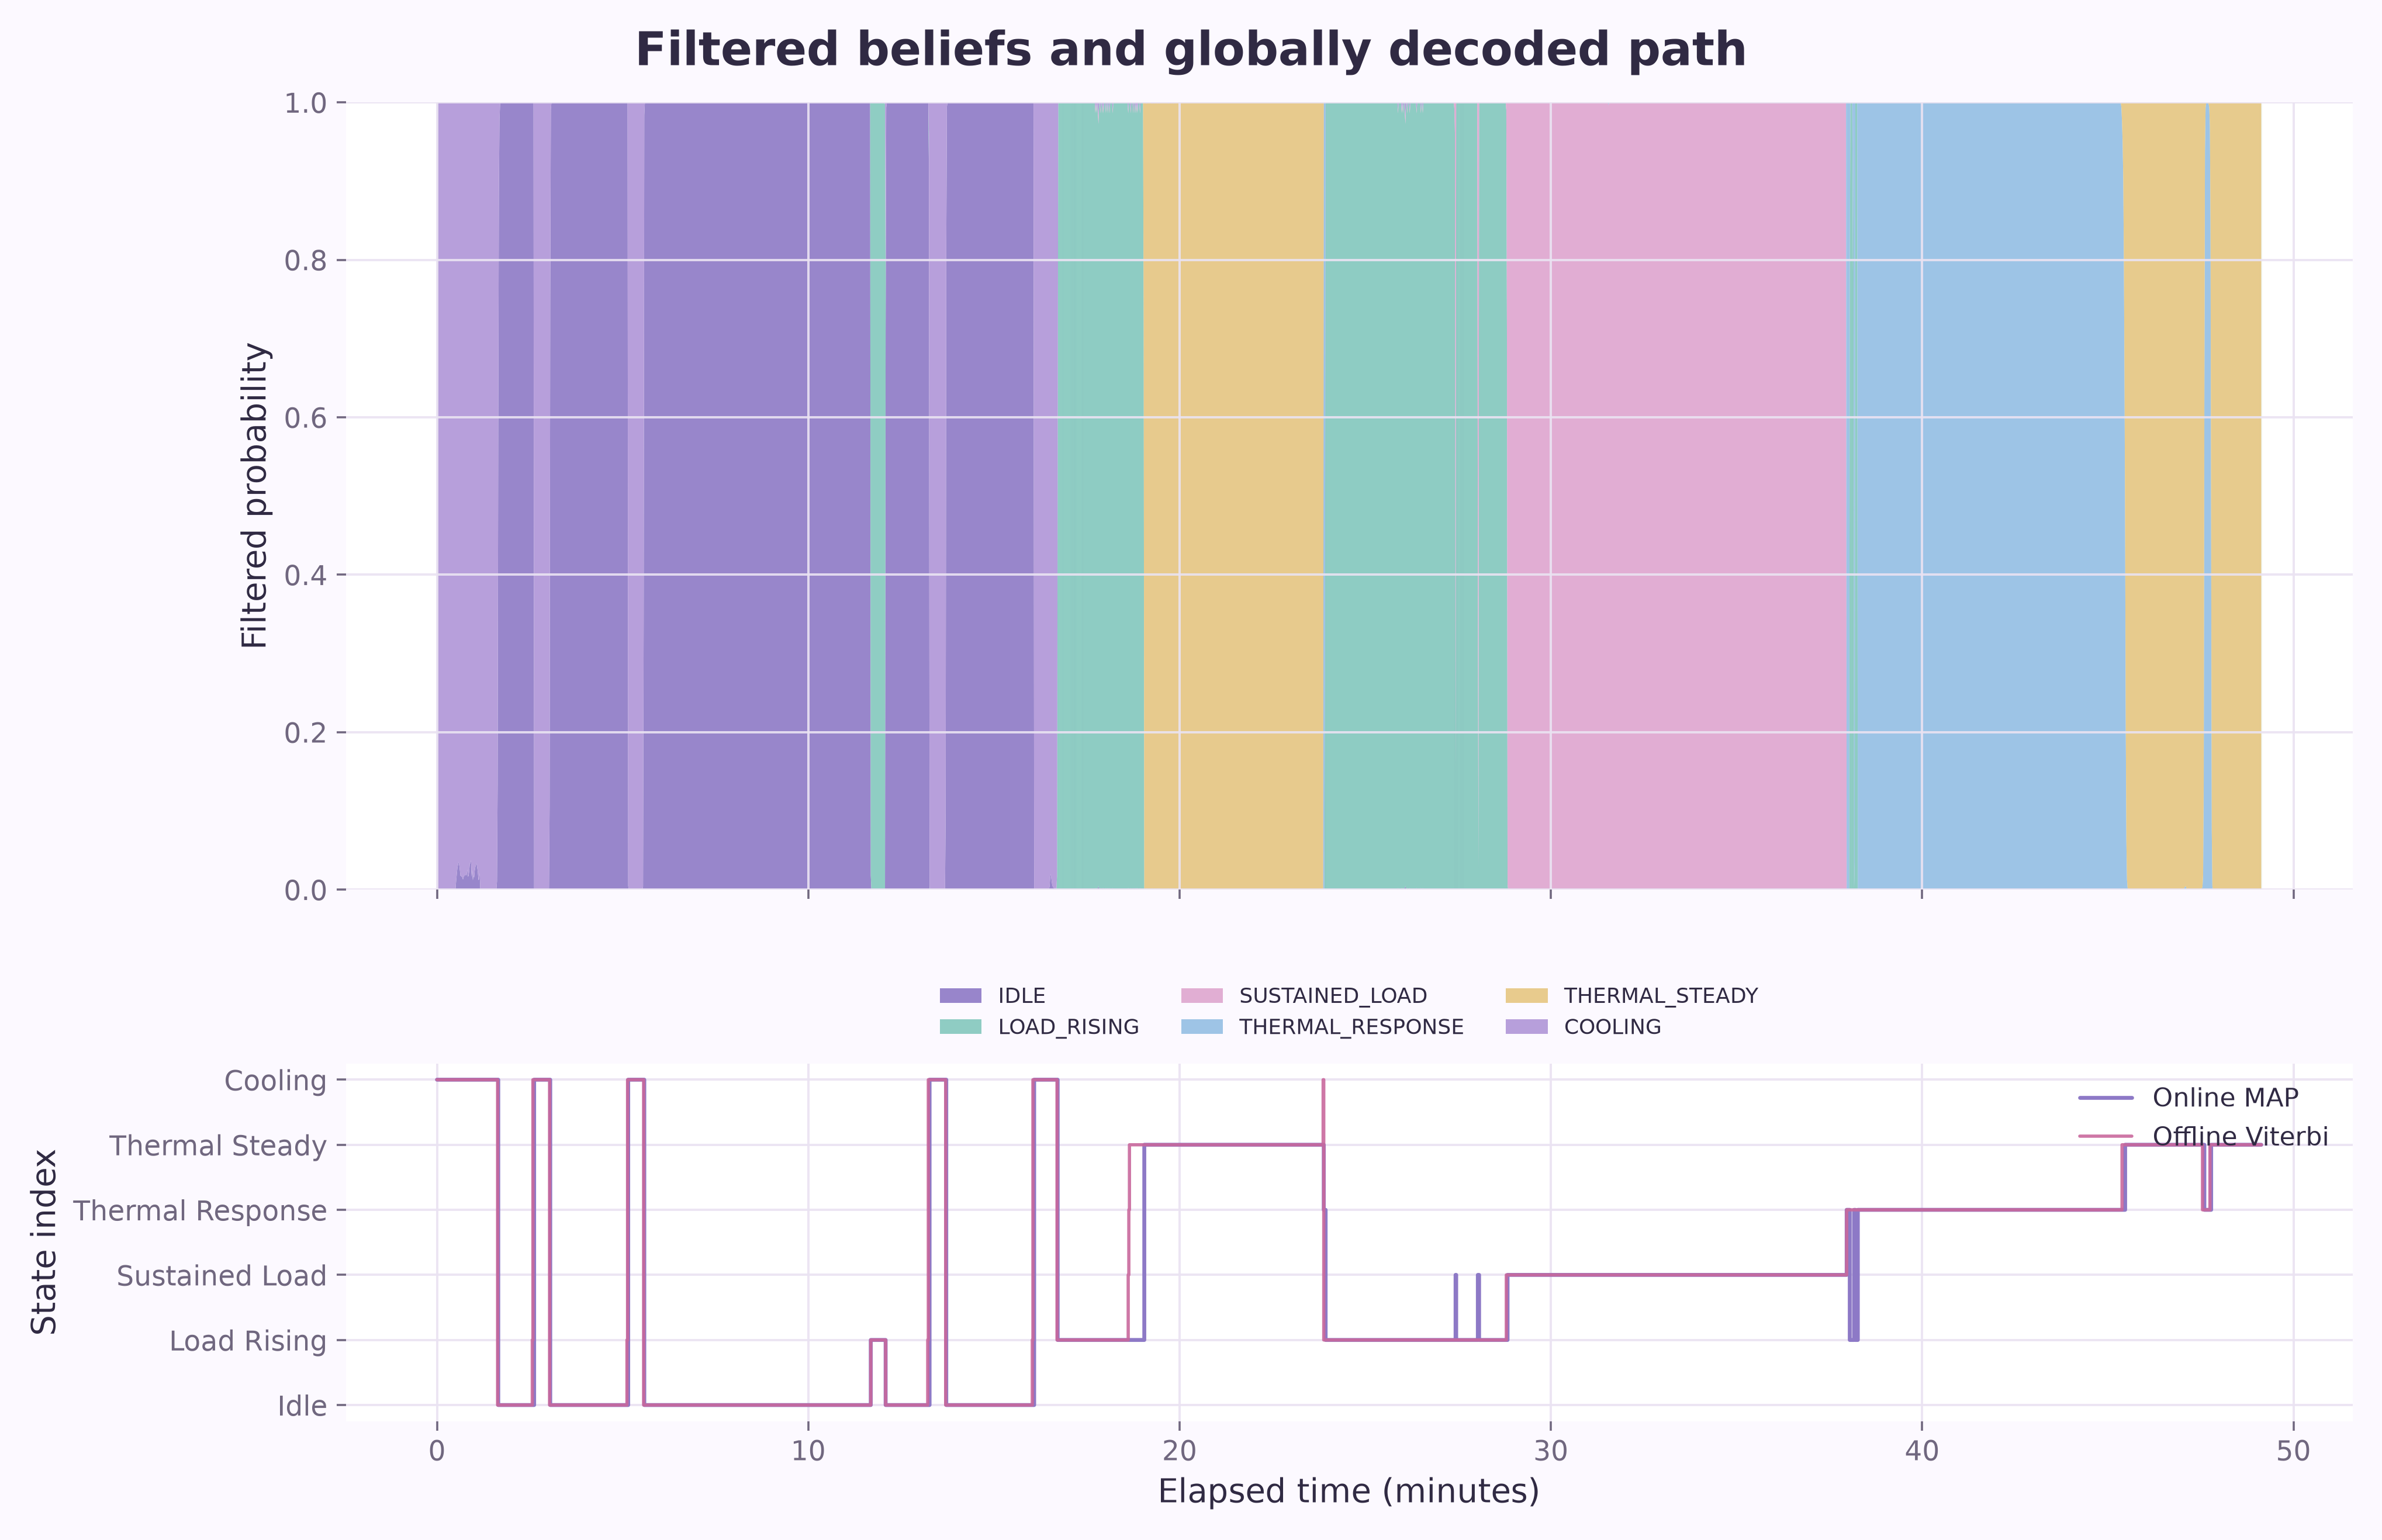 Filtered beliefs and globally decoded path
Filtered probability
1.0
0.8
0.6
0.4
0.2
0.0
IDLE
SUSTAINED_LOAD
THERMAL_STEADY
LOAD_RISING
THERMAL_RESPONSE
COOLING
State index
Cooling
Thermal Steady
Thermal Response
Sustained Load
Load Rising
Idle
Online MAP
Offline Viterbi
0 10 20 30 40 50
Elapsed time (minutes)